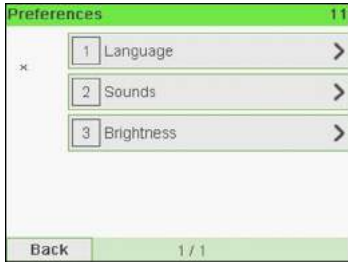 Preferences 11
1 Language
2 Sounds
3 Brightness
Back 1 / 1